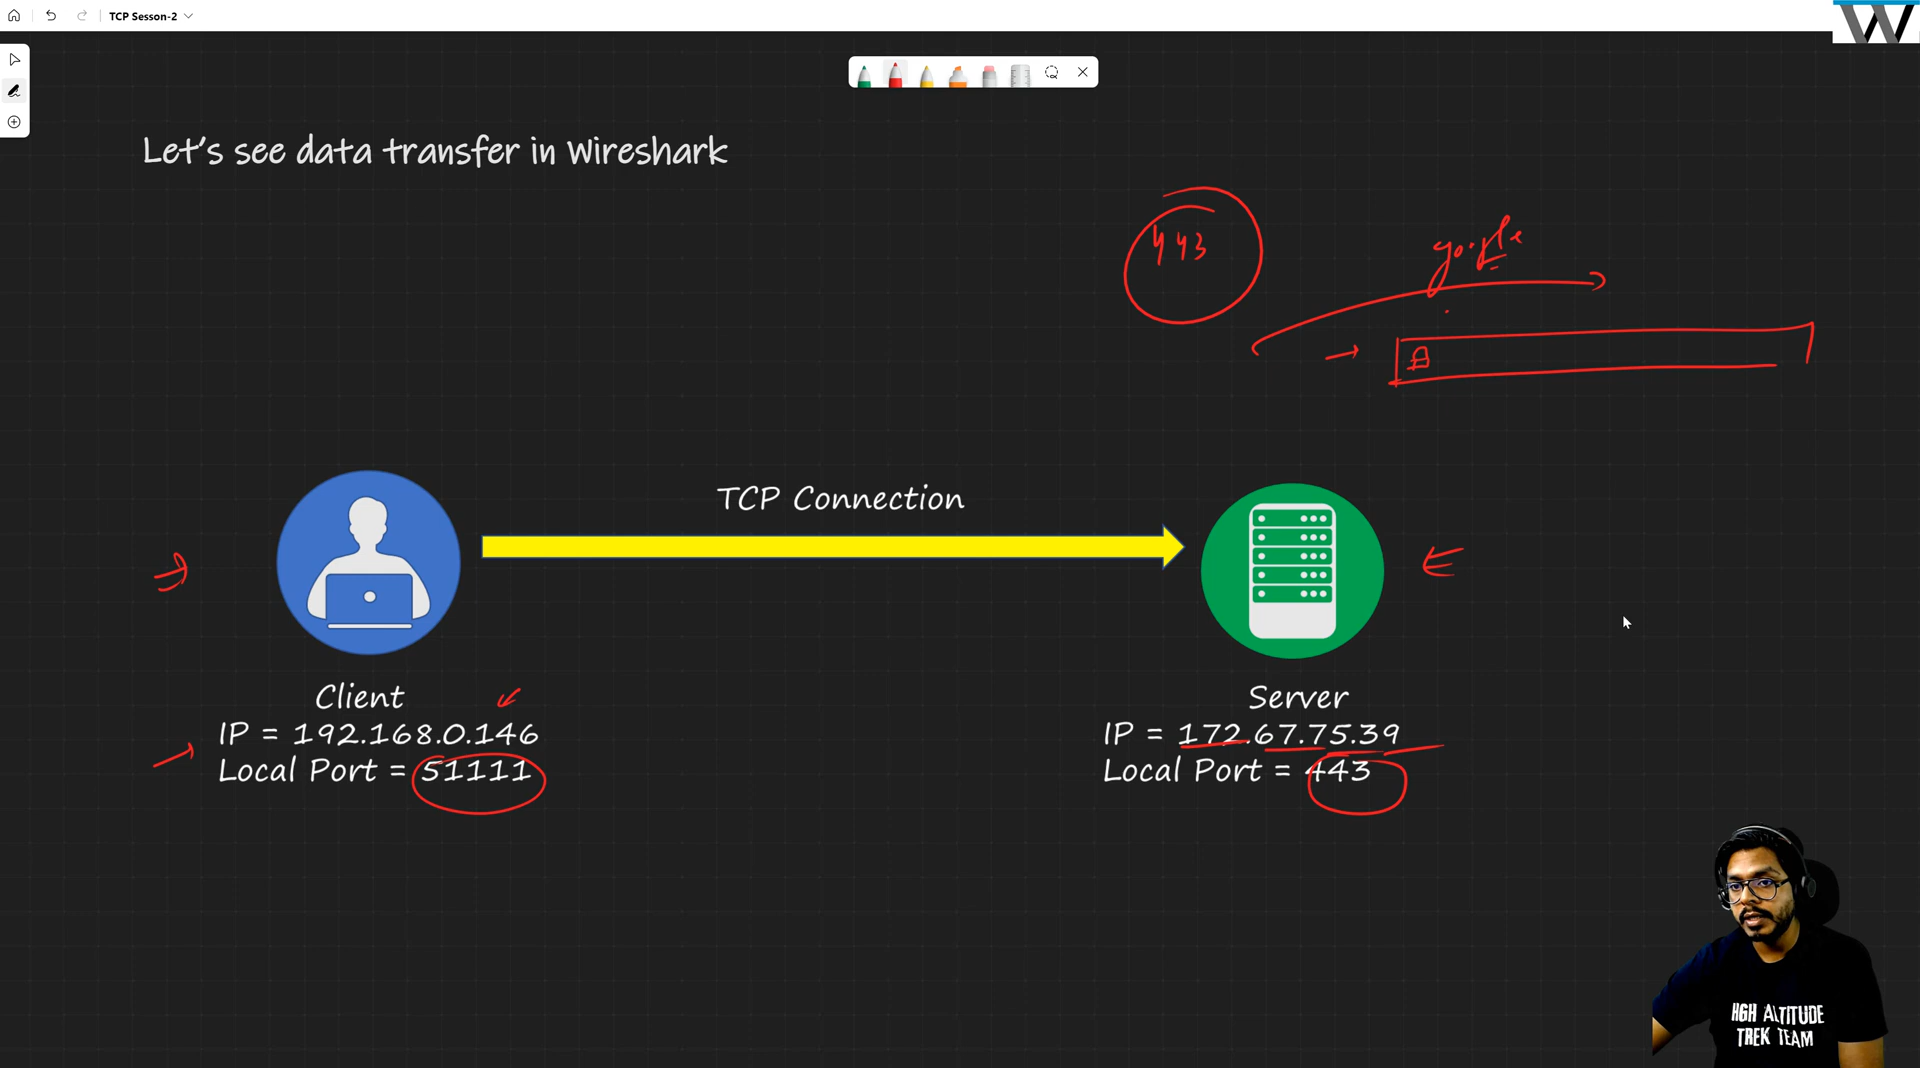 TCP Sesson-2
W
Let's see data transfer in Wireshark
443
google
TCP Connection
Client
IP = 192.168.0.146
Local Port = 51111
Server
IP = 172.67.75.39
Local Port = 443
HGH ALTITUDE
TREK TEAM